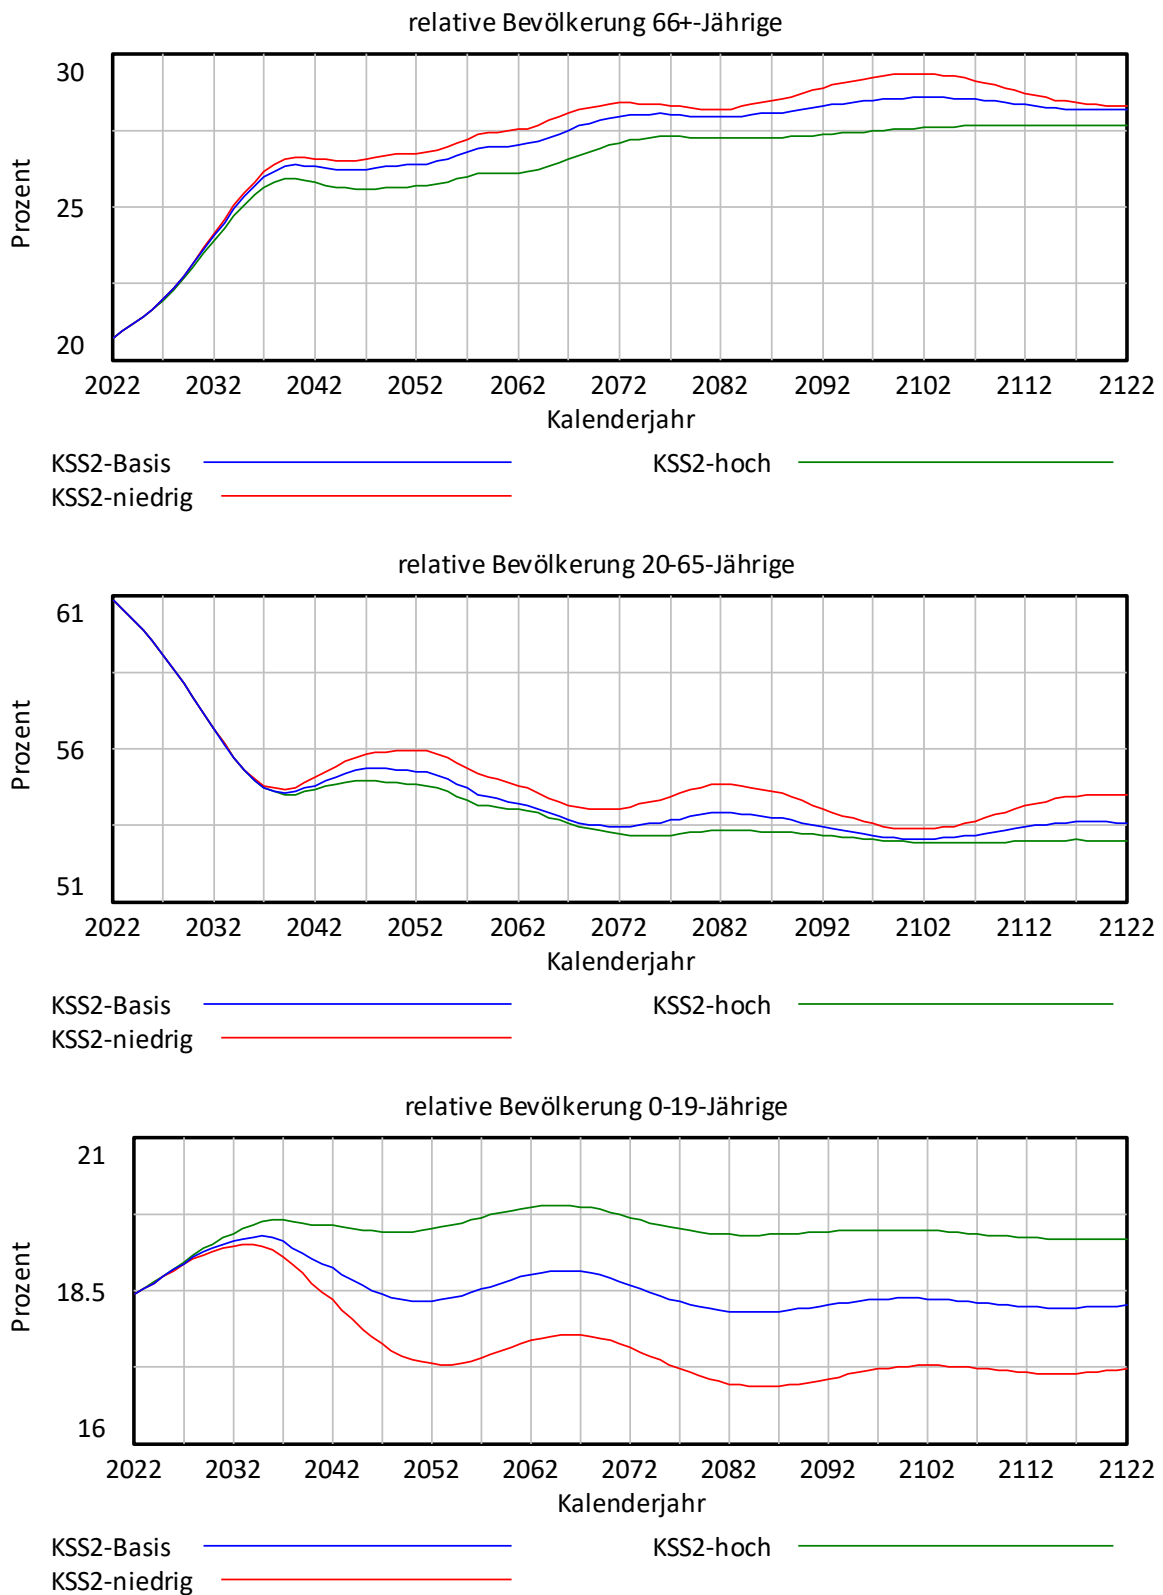 relative Bevölkerung 66+-Jährige
30
25
20
Prozent
2022 2032 2042 2052 2062 2072 2082 2092 2102 2112 2122
Kalenderjahr
KSS2-Basis KSS2-hoch
KSS2-niedrig
relative Bevölkerung 20-65-Jährige
61
56
51
Prozent
2022 2032 2042 2052 2062 2072 2082 2092 2102 2112 2122
Kalenderjahr
KSS2-Basis KSS2-hoch
KSS2-niedrig
relative Bevölkerung 0-19-Jährige
21
18.5
16
Prozent
2022 2032 2042 2052 2062 2072 2082 2092 2102 2112 2122
Kalenderjahr
KSS2-Basis KSS2-hoch
KSS2-niedrig